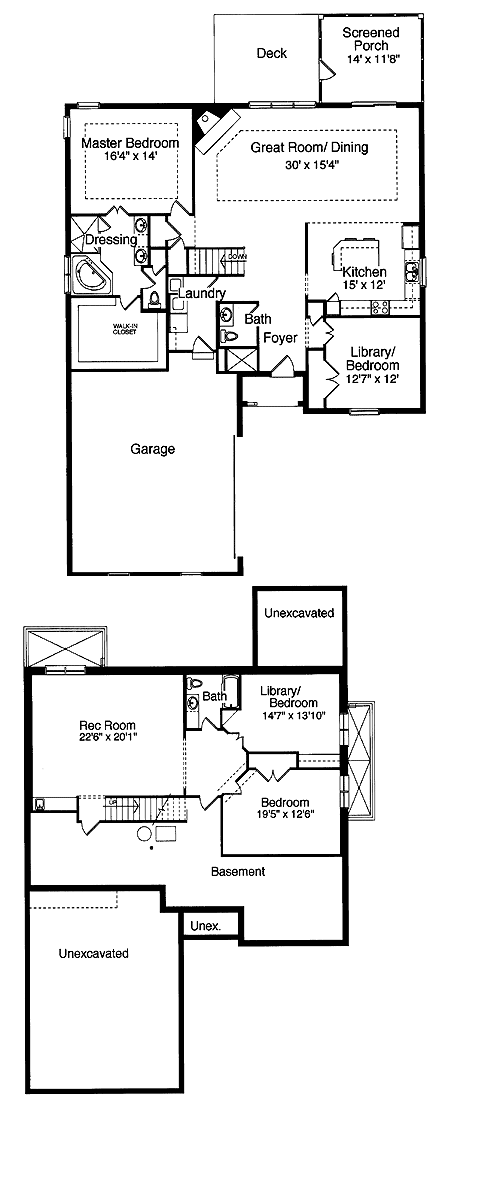 Deck
Screened
Porch
14' x 11'8"
Master Bedroom
16'4" x 14'
Great Room/ Dining
30' x 15'4"
Dressing
DOWN
Kitchen
15' x 12'
Laundry
WALK-IN
CLOSET
Bath
Foyer
Library/
Bedroom
12'7" x 12'
Garage
Unexcavated
Rec Room
22'6" x 20'1"
Bath
Library/
Bedroom
14'7" x 13'10"
UP
Bedroom
19'5" x 12'6"
Basement
Unex.
Unexcavated